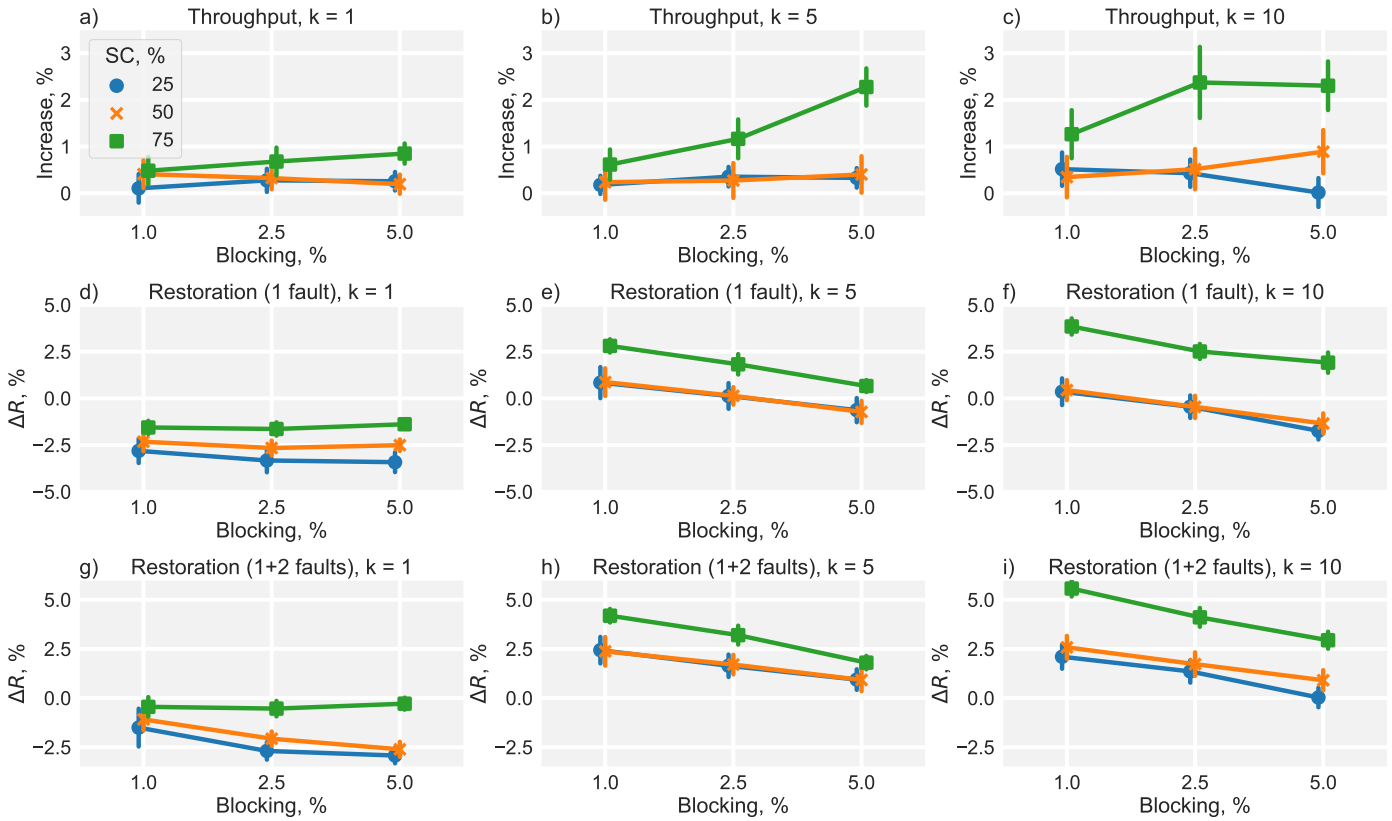 a) Throughput, k = 1
3
2
1
0
Increase, %
SC, %
25
50
75
1.0 2.5 5.0
Blocking, %
b) Throughput, k = 5
3
2
1
0
Increase, %
1.0 2.5 5.0
Blocking, %
c) Throughput, k = 10
3
2
1
0
Increase, %
1.0 2.5 5.0
Blocking, %
d) Restoration (1 fault), k = 1
5.0
2.5
0.0
−2.5
−5.0
ΔR, %
1.0 2.5 5.0
Blocking, %
e) Restoration (1 fault), k = 5
5.0
2.5
0.0
−2.5
−5.0
ΔR, %
1.0 2.5 5.0
Blocking, %
f) Restoration (1 fault), k = 10
5.0
2.5
0.0
−2.5
−5.0
ΔR, %
1.0 2.5 5.0
Blocking, %
g) Restoration (1+2 faults), k = 1
5.0
2.5
0.0
−2.5
ΔR, %
1.0 2.5 5.0
Blocking, %
h) Restoration (1+2 faults), k = 5
5.0
2.5
0.0
−2.5
ΔR, %
1.0 2.5 5.0
Blocking, %
i) Restoration (1+2 faults), k = 10
5.0
2.5
0.0
−2.5
ΔR, %
1.0 2.5 5.0
Blocking, %